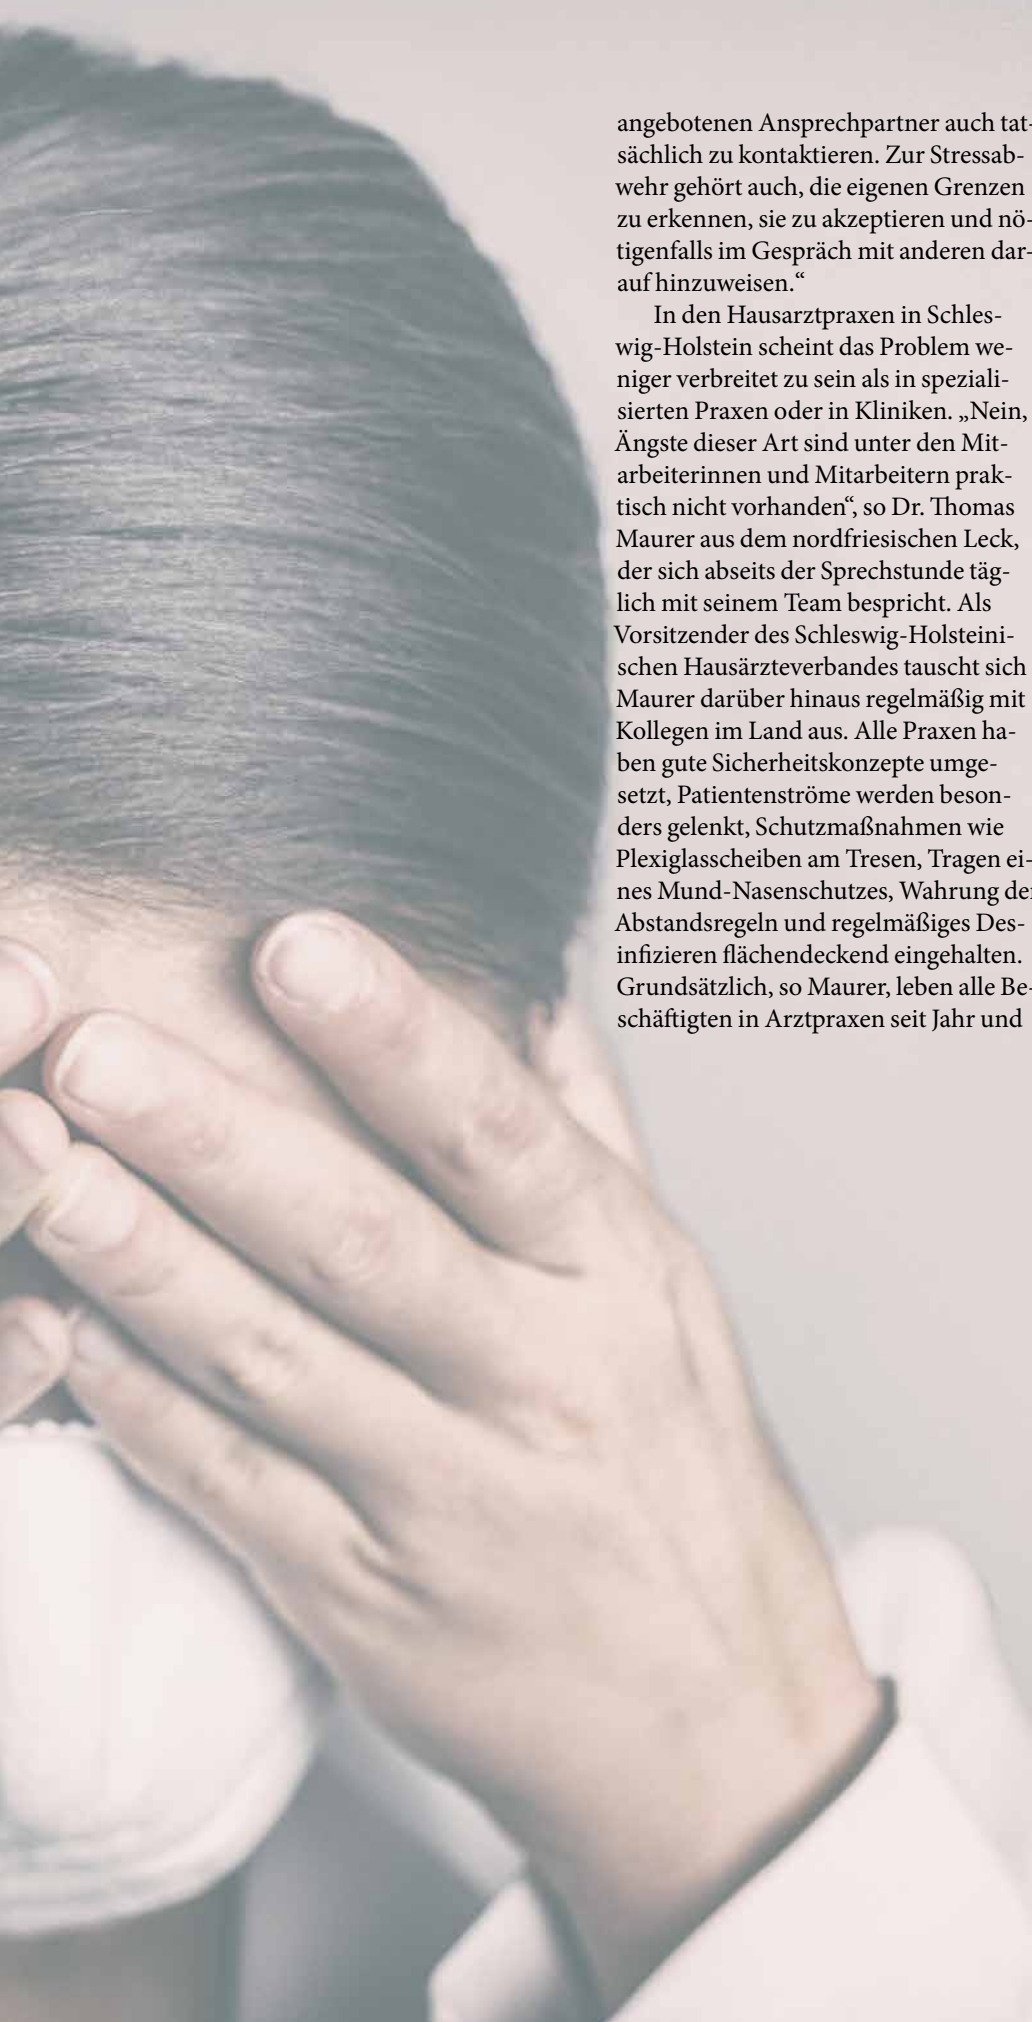 angebotenen Ansprechpartner auch tat-
sächlich zu kontaktieren. Zur Stressab-
wehr gehört auch, die eigenen Grenzen
zu erkennen, sie zu akzeptieren und nö-
tigenfalls im Gespräch mit anderen dar-
auf hinzuweisen.“
In den Hausarztpraxen in Schles-
wig-Holstein scheint das Problem we-
niger verbreitet zu sein als in speziali-
sierten Praxen oder in Kliniken. „Nein,
Ängste dieser Art sind unter den Mit-
arbeiterinnen und Mitarbeitern prak-
tisch nicht vorhanden“, so Dr. Thomas
Maurer aus dem nordfriesischen Leck,
der sich abseits der Sprechstunde täg-
lich mit seinem Team bespricht. Als
Vorsitzender des Schleswig-Holsteini-
schen Hausärzteverbandes tauscht sich
Maurer darüber hinaus regelmäßig mit
Kollegen im Land aus. Alle Praxen ha-
ben gute Sicherheitskonzepte umge-
setzt, Patientenströme werden beson-
ders gelenkt, Schutzmaßnahmen wie
Plexiglasscheiben am Tresen, Tragen ei-
nes Mund-Nasenschutzes, Wahrung der
Abstandsregeln und regelmäßiges Des-
infizieren flächendeckend eingehalten.
Grundsätzlich, so Maurer, leben alle Be-
schäftigten in Arztpraxen seit Jahr und